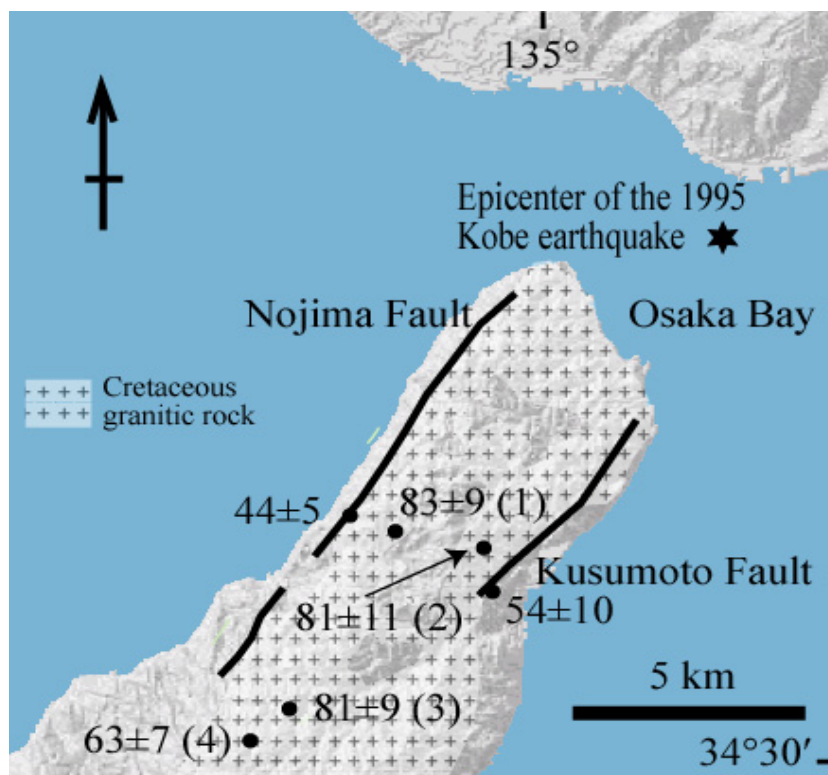 135°
Epicenter of the 1995
Kobe earthquake
Nojima Fault
Osaka Bay
Cretaceous
granitic rock
44±5
83±9 (1)
Kusumoto Fault
81±11 (2)
54±10
5 km
81±9 (3)
63±7 (4)
34°30′